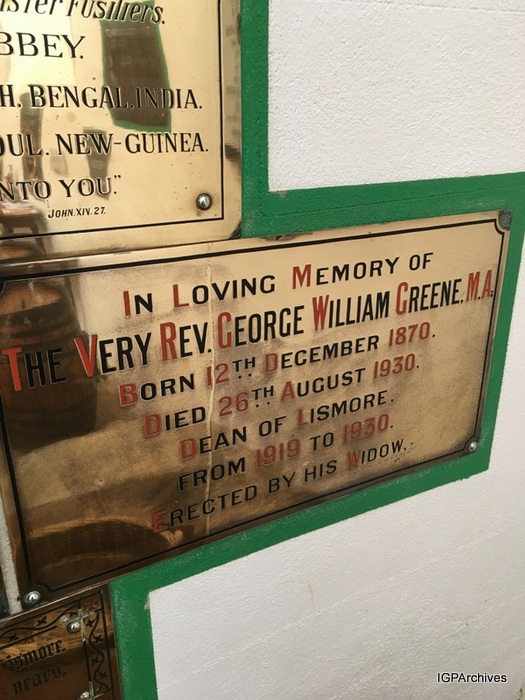 Fusiliers.
BBEY.
H. BENGAL. INDIA.
OUL. NEW-GUINEA.
NTO YOU."
JOHN. XIV. 27.
IN LOVING MEMORY OF
THE VERY REV. GEORGE WILLIAM GREENE. M.A.
BORN 12TH DECEMBER 1870.
DIED 26TH AUGUST 1930.
DEAN OF LISMORE.
FROM 1919 TO 1930.
ERECTED BY HIS WIDOW.
ismore.
years.
IGPArchives